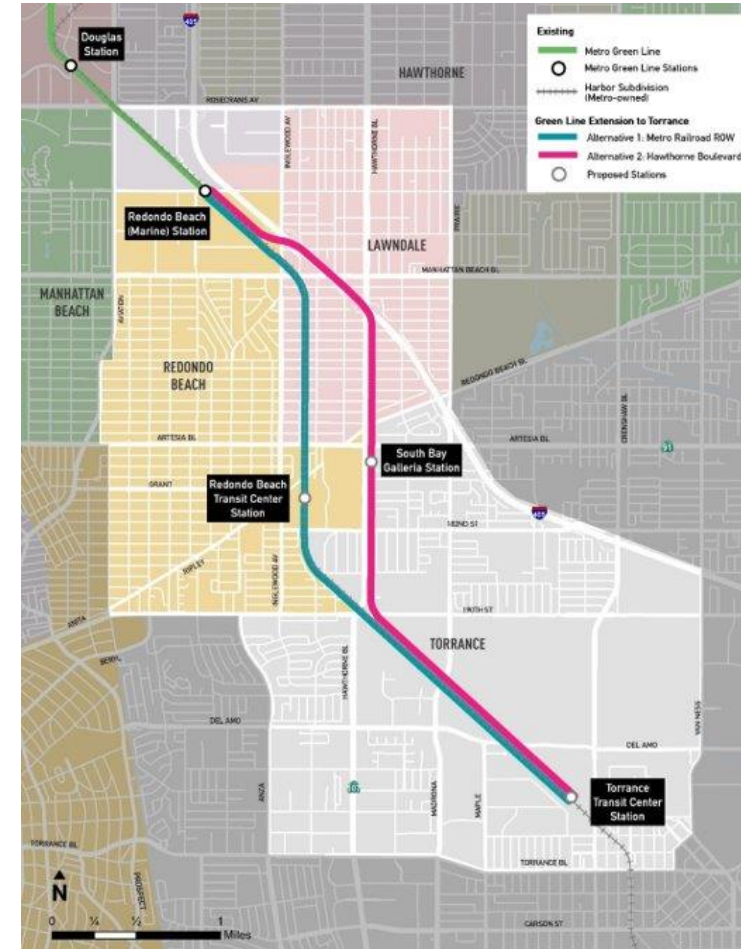 Existing
Metro Green Line
Metro Green Line Stations
Harbor Subdivision
(Metro-owned)
Green Line Extension to Torrance
Alternative 1: Metro Railroad ROW
Alternative 2: Hawthorne Boulevard
Proposed Stations
405
Douglas
Station
HAWTHORNE
ROSECRANS AV
INGLEWOOD AV
HAWTHORNE BL
Redondo Beach
(Marine) Station
PRAIRIE
LAWNDALE
MANHATTAN BEACH BL
MANHATTAN
BEACH
AVIATION
REDONDO
BEACH
REDONDO BEACH BL
CRENSHAW BL
ARTESIA BL
ARTESIA BL
91
South Bay
Galleria Station
GRANT
Redondo Beach
Transit Center
Station
405
182ND ST
RIPLEY
INGLEWOOD AV
190TH ST
ANITA
BERYL
TORRANCE
HAWTHORNE BL
VAN NESS
DEL AMO
DEL AMO
ANZA
107
MADRONA
MAPLE
Torrance
Transit Center
Station
TORRANCE BL
TORRANCE BL
PROSPECT
N
0 ¼ ½ 1
Miles
CARSON ST